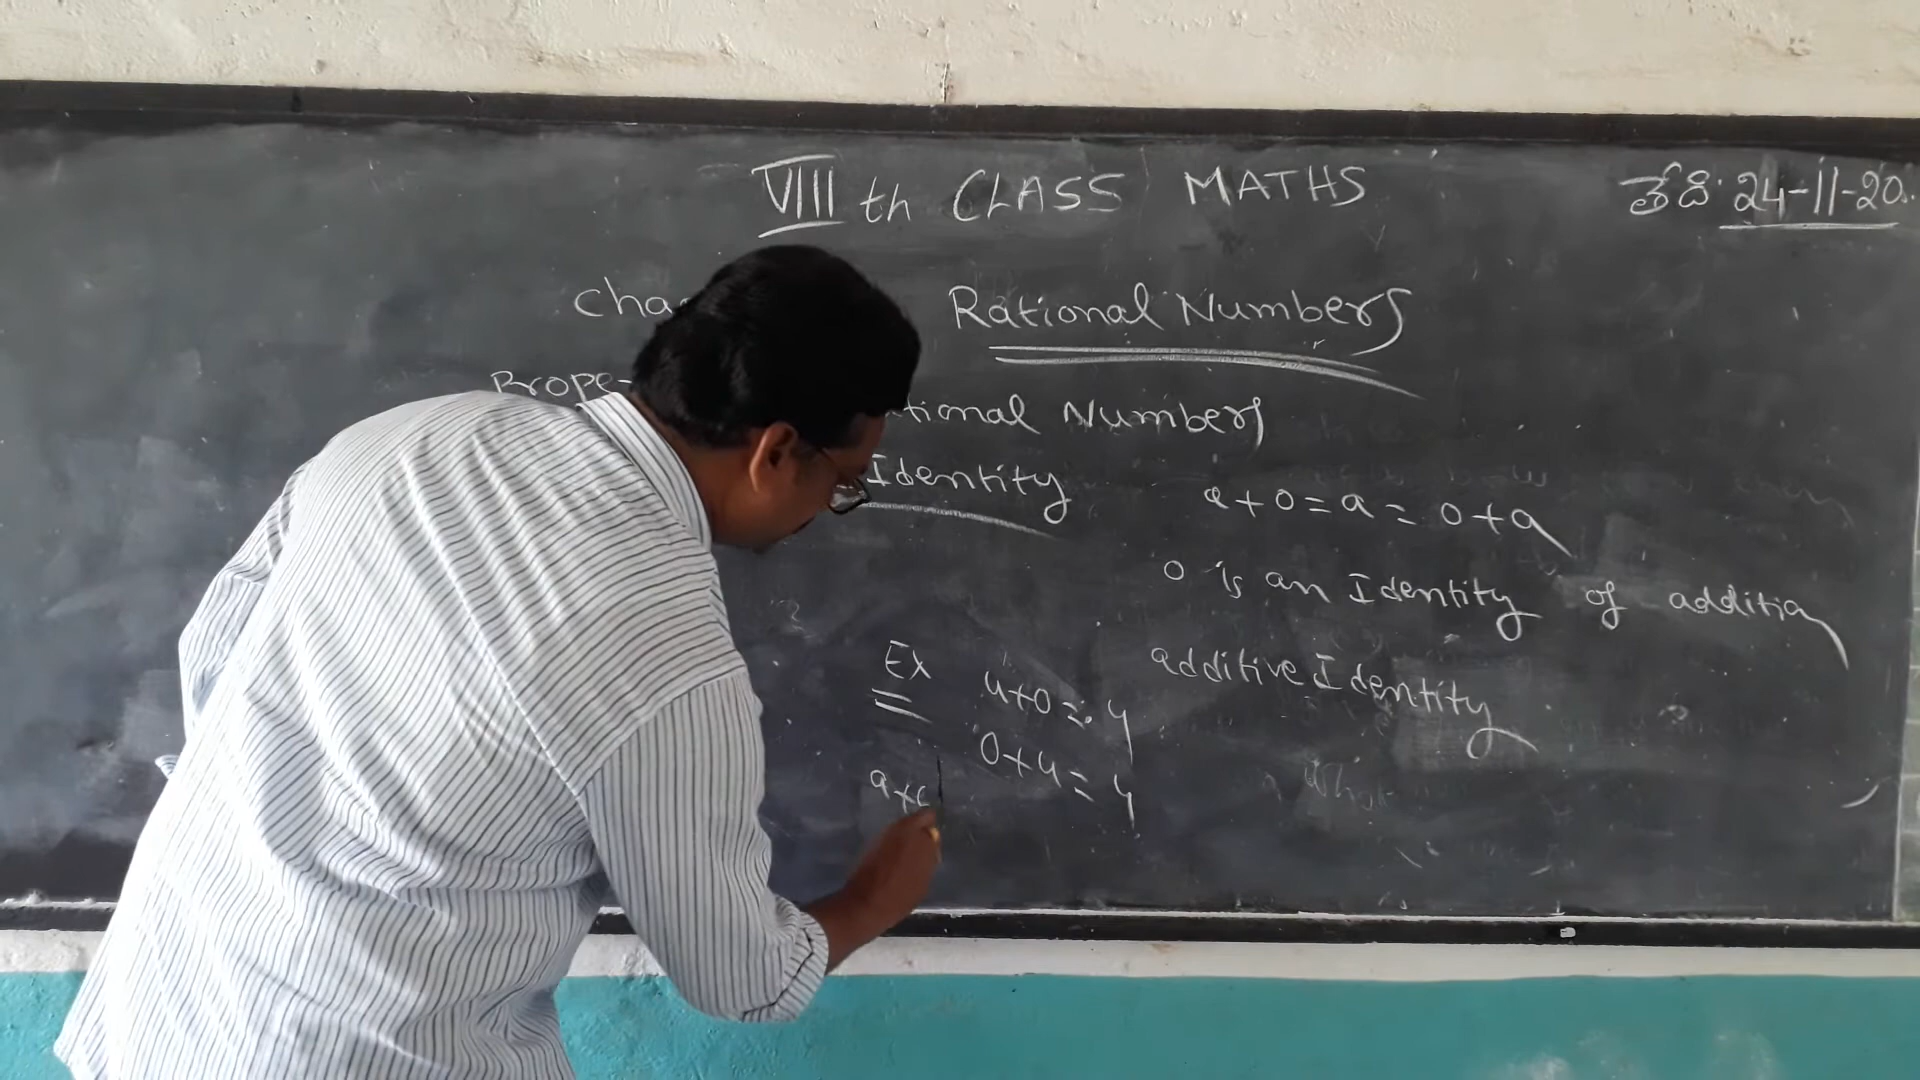 VIII th CLASS MATHS
తేది: 24-11-20
Rational Numbers
Numbers
Identity
a+0=a=0+a
0 is an Identity of addition
additive Identity
Ex 4+0=4
0+4=4